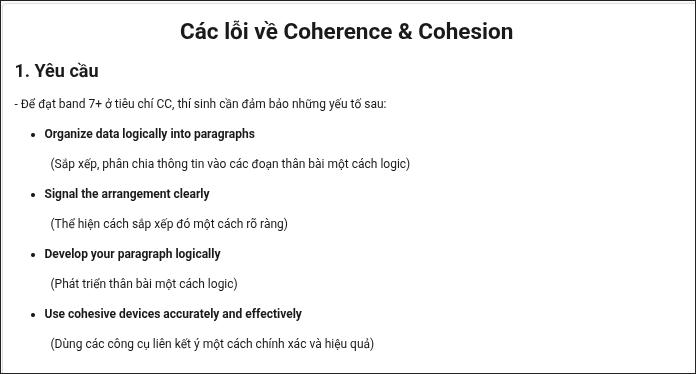 Các lỗi về Coherence & Cohesion
1. Yêu cầu
- Để đạt band 7+ ở tiêu chí CC, thí sinh cần đảm bảo những yếu tố sau:
• Organize data logically into paragraphs
(Sắp xếp, phân chia thông tin vào các đoạn thân bài một cách logic)
• Signal the arrangement clearly
(Thể hiện cách sắp xếp đó một cách rõ ràng)
• Develop your paragraph logically
(Phát triển thân bài một cách logic)
• Use cohesive devices accurately and effectively
(Dùng các công cụ liên kết ý một cách chính xác và hiệu quả)